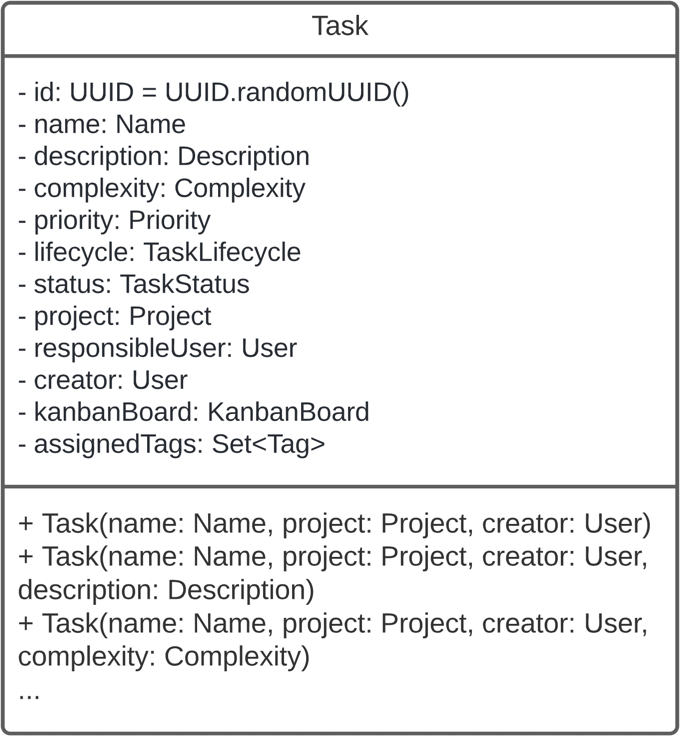 Task
- id: UUID = UUID.randomUUID()
- name: Name
- description: Description
- complexity: Complexity
- priority: Priority
- lifecycle: TaskLifecycle
- status: TaskStatus
- project: Project
- responsibleUser: User
- creator: User
- kanbanBoard: KanbanBoard
- assignedTags: Set<Tag>
+ Task(name: Name, project: Project, creator: User)
+ Task(name: Name, project: Project, creator: User,
description: Description)
+ Task(name: Name, project: Project, creator: User,
complexity: Complexity)
...